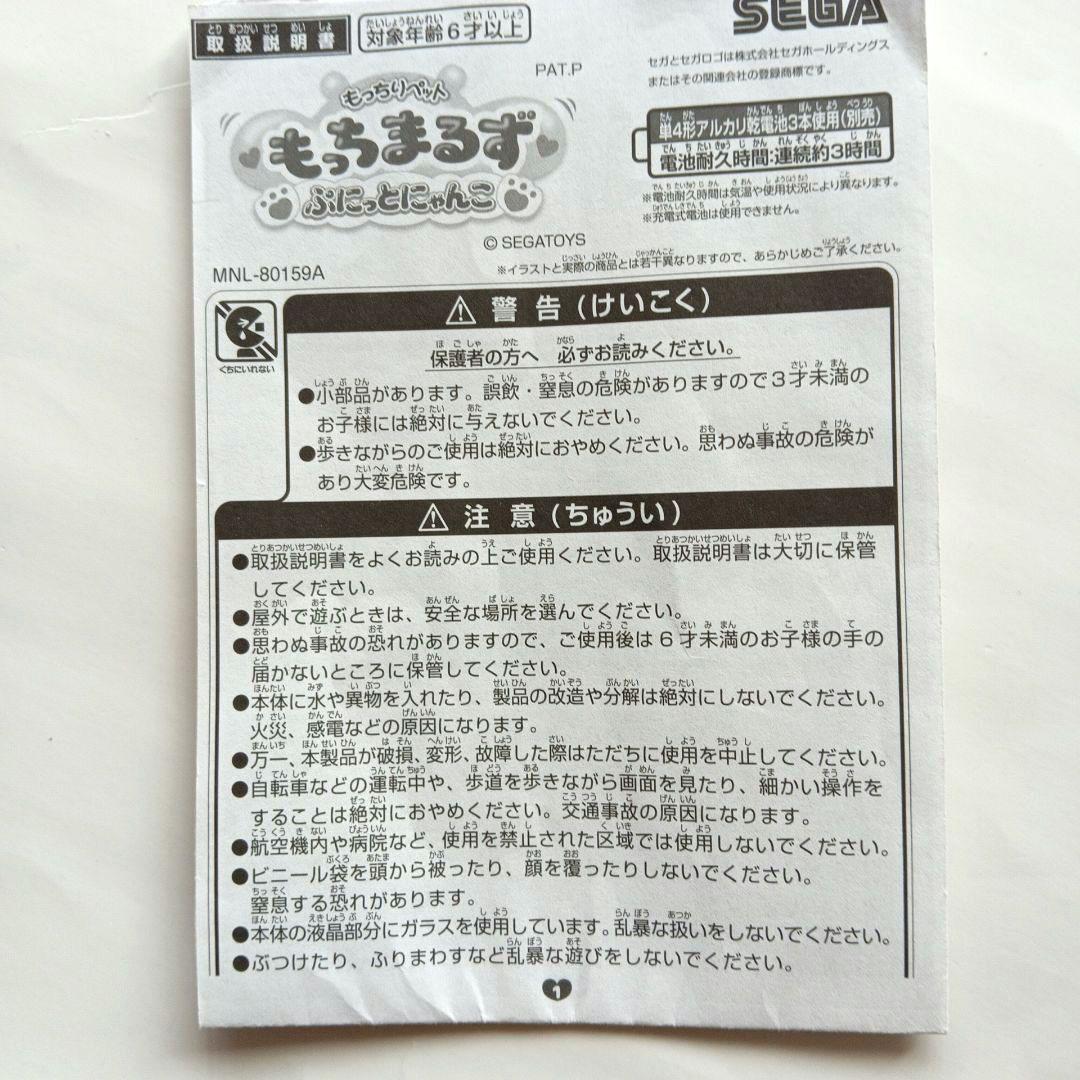 取扱説明書
対象年齢6才以上
SEGA
セガとセガロゴは株式会社セガホールディングス
またはその関連会社の登録商標です。
PAT.P
もっちりペット
もっちまるず
ぷにっとにゃんこ
単4形アルカリ乾電池3本使用(別売)
電池耐久時間:連続約3時間
※電池耐久時間は気温や使用状況により異なります。
※充電式電池は使用できません。
© SEGATOYS
※イラストと実際の商品とは若干異なりますので、あらかじめご了承ください。
MNL-80159A
くちにいれない
⚠ 警告(けいこく)
保護者の方へ 必ずお読みください。
●小部品があります。誤飲・窒息の危険がありますので3才未満の
お子様には絶対に与えないでください。
●歩きながらのご使用は絶対におやめください。思わぬ事故の危険が
あり大変危険です。
⚠ 注意(ちゅうい)
●取扱説明書をよくお読みの上ご使用ください。取扱説明書は大切に保管
してください。
●屋外で遊ぶときは、安全な場所を選んでください。
●思わぬ事故の恐れがありますので、ご使用後は6才未満のお子様の手の
届かないところに保管してください。
●本体に水や異物を入れたり、製品の改造や分解は絶対にしないでください。
火災、感電などの原因になります。
●万一、本製品が破損、変形、故障した際はただちに使用を中止してください。
●自転車などの運転中や、歩道を歩きながら画面を見たり、細かい操作を
することは絶対におやめください。交通事故の原因になります。
●航空機内や病院など、使用を禁止された区域では使用しないでください。
●ビニール袋を頭から被ったり、顔を覆ったりしないでください。
窒息する恐れがあります。
●本体の液晶部分にガラスを使用しています。乱暴な扱いをしないでください。
●ぶつけたり、ふりまわすなど乱暴な遊びをしないでください。
1